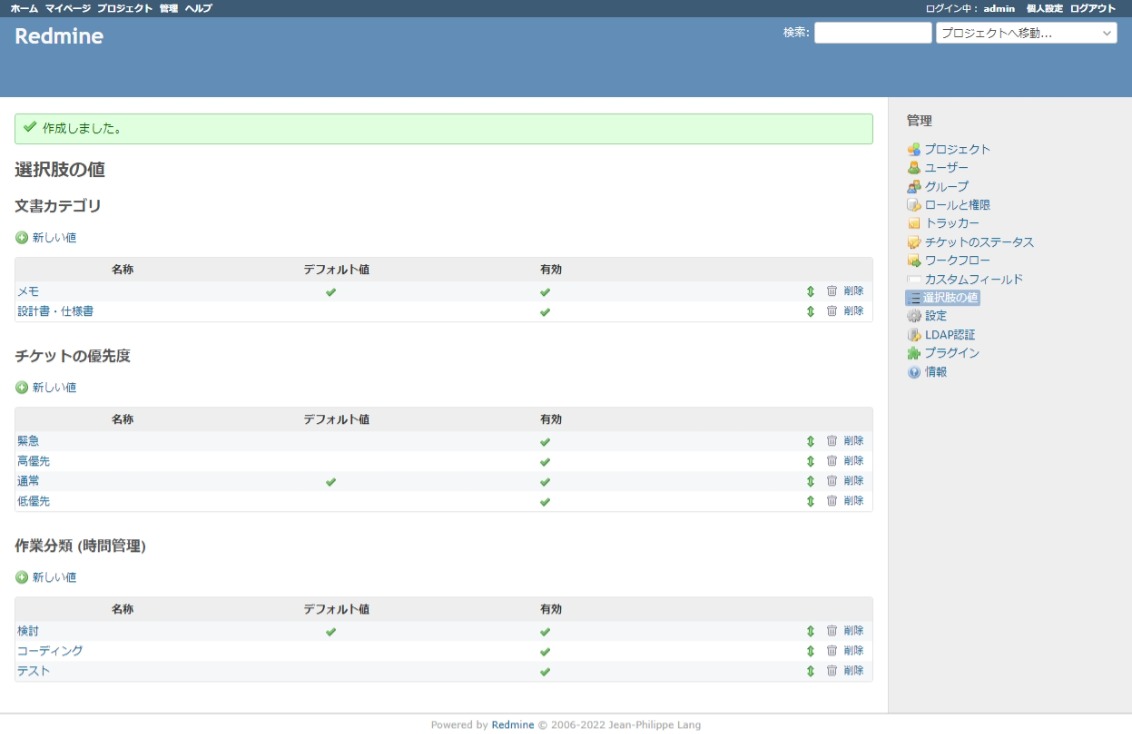 ホーム マイページ プロジェクト 管理 ヘルプ
ログイン中： admin 個人設定 ログアウト
Redmine
検索:
プロジェクトへ移動...
作成しました。
選択肢の値
文書カテゴリ
新しい値
名称 デフォルト値 有効
メモ 削除
設計書・仕様書 削除
チケットの優先度
新しい値
名称 デフォルト値 有効
緊急 削除
高優先 削除
通常 削除
低優先 削除
作業分類 (時間管理)
新しい値
名称 デフォルト値 有効
検討 削除
コーディング 削除
テスト 削除
管理
プロジェクト
ユーザー
グループ
ロールと権限
トラッカー
チケットのステータス
ワークフロー
カスタムフィールド
選択肢の値
設定
LDAP認証
プラグイン
情報
Powered by Redmine © 2006-2022 Jean-Philippe Lang